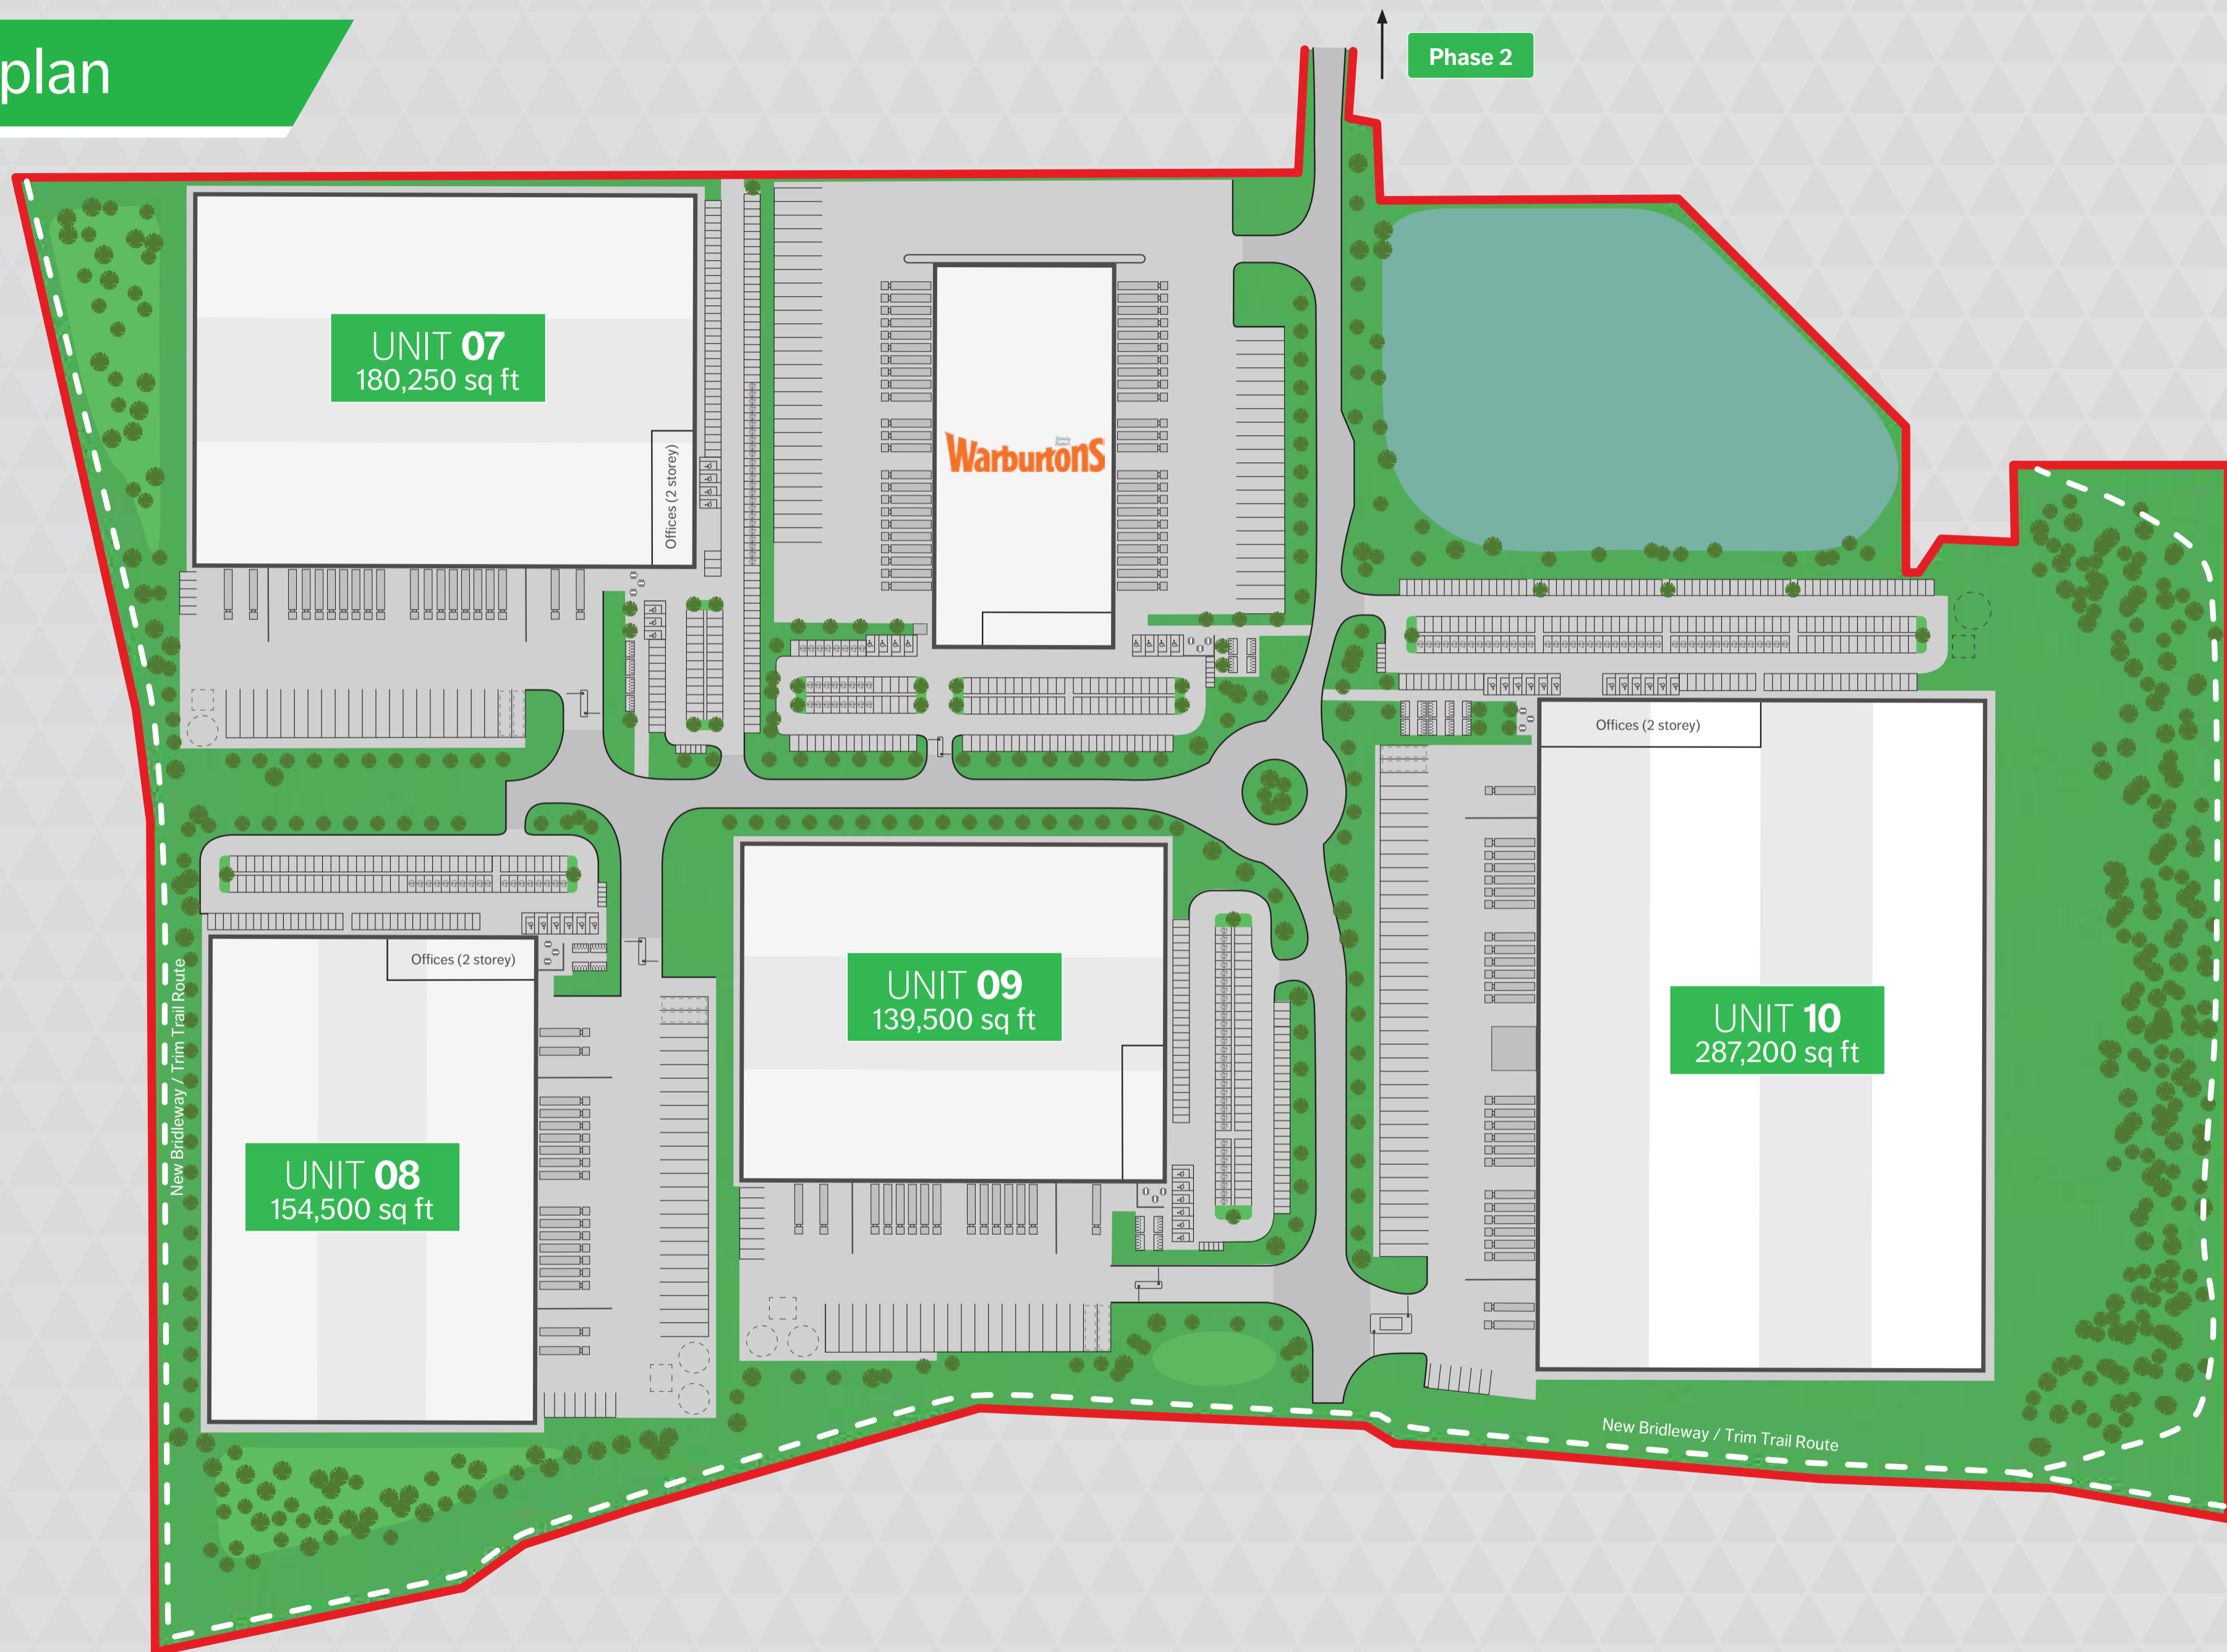 plan
Phase 2
UNIT 07
180,250 sq ft
Offices (2 storey)
Warburtons
Offices (2 storey)
Offices (2 storey)
UNIT 09
139,500 sq ft
UNIT 10
287,200 sq ft
UNIT 08
154,500 sq ft
New Bridleway / Trim Trail Route
New Bridleway / Trim Trail Route